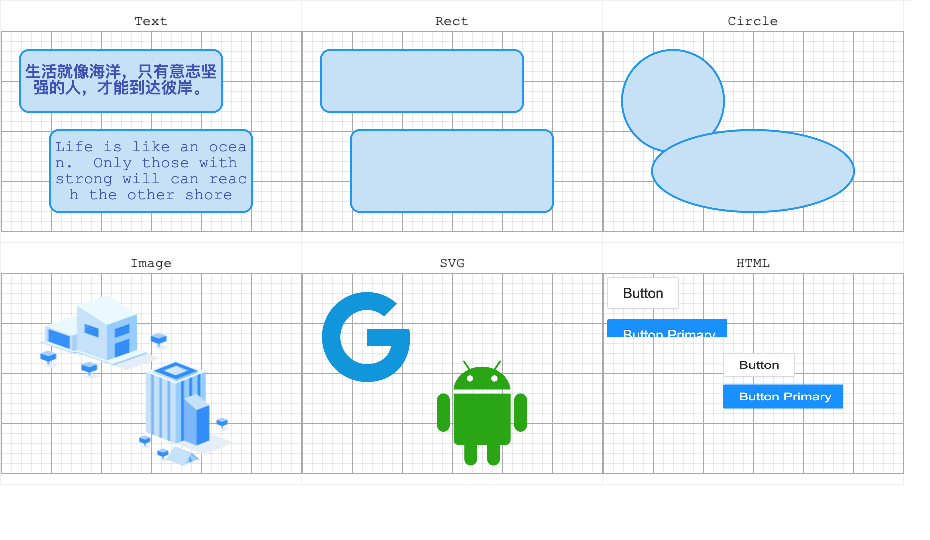 Text
Rect
Circle
生活就像海洋，只有意志坚
强的人，才能到达彼岸。
Life is like an ocea
n.  Only those with
strong will can reac
h the other shore
Image
SVG
HTML
Button
Button Primary
Button
Button Primary